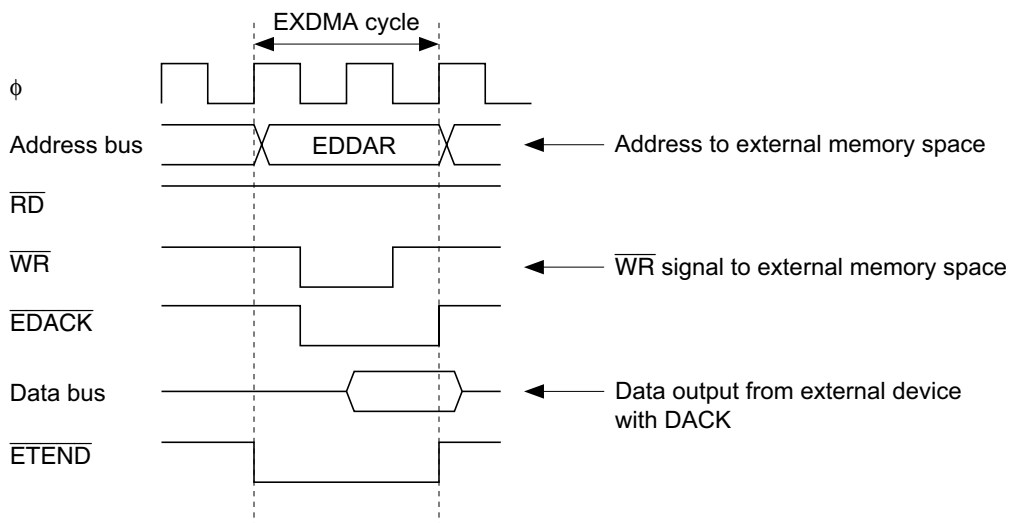 EXDMA cycle
ϕ
Address bus
EDDAR
Address to external memory space
RD
WR
WR signal to external memory space
EDACK
Data bus
Data output from external device
with DACK
ETEND